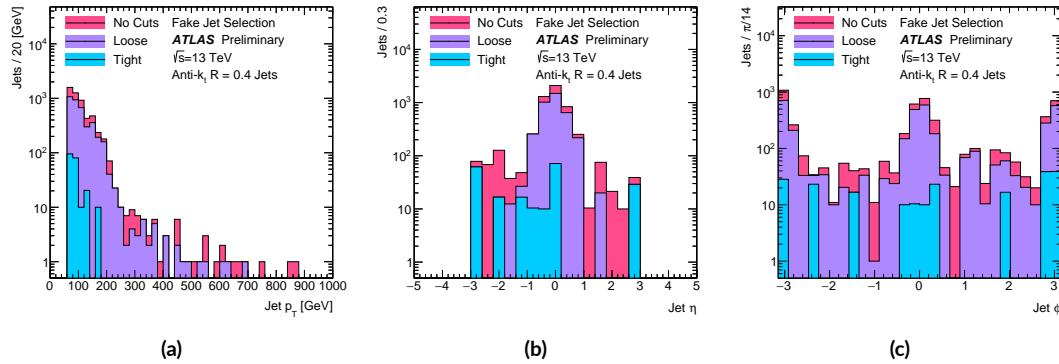 Jets / 20 [GeV]
10⁴
10³
10²
10
1
No Cuts
Loose
Tight
Fake Jet Selection
ATLAS Preliminary
√s=13 TeV
Anti-kₜ R = 0.4 Jets
0 100 200 300 400 500 600 700 800 900 1000
Jet p_T [GeV]
(a)
Jets / 0.3
10⁴
10³
10²
10
1
No Cuts
Loose
Tight
Fake Jet Selection
ATLAS Preliminary
√s=13 TeV
Anti-kₜ R = 0.4 Jets
−5 −4 −3 −2 −1 0 1 2 3 4 5
Jet η
(b)
Jets / π/14
10⁴
10³
10²
10
1
No Cuts
Loose
Tight
Fake Jet Selection
ATLAS Preliminary
√s=13 TeV
Anti-kₜ R = 0.4 Jets
−3 −2 −1 0 1 2 3
Jet ϕ
(c)